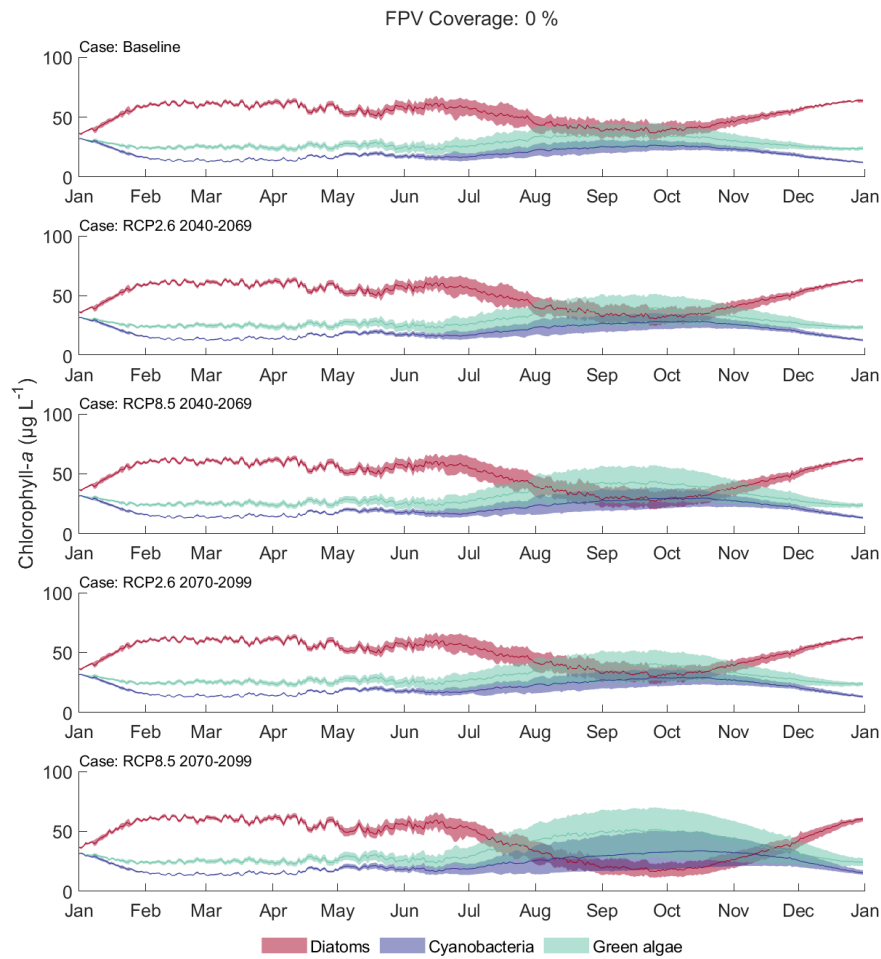 FPV Coverage: 0 %
Case: Baseline
100
50
0
Jan Feb Mar Apr May Jun Jul Aug Sep Oct Nov Dec Jan
Case: RCP2.6 2040-2069
100
50
0
Jan Feb Mar Apr May Jun Jul Aug Sep Oct Nov Dec Jan
Chlorophyll-a (μg L⁻¹)
Case: RCP8.5 2040-2069
100
50
0
Jan Feb Mar Apr May Jun Jul Aug Sep Oct Nov Dec Jan
Case: RCP2.6 2070-2099
100
50
0
Jan Feb Mar Apr May Jun Jul Aug Sep Oct Nov Dec Jan
Case: RCP8.5 2070-2099
100
50
0
Jan Feb Mar Apr May Jun Jul Aug Sep Oct Nov Dec Jan
Diatoms Cyanobacteria Green algae